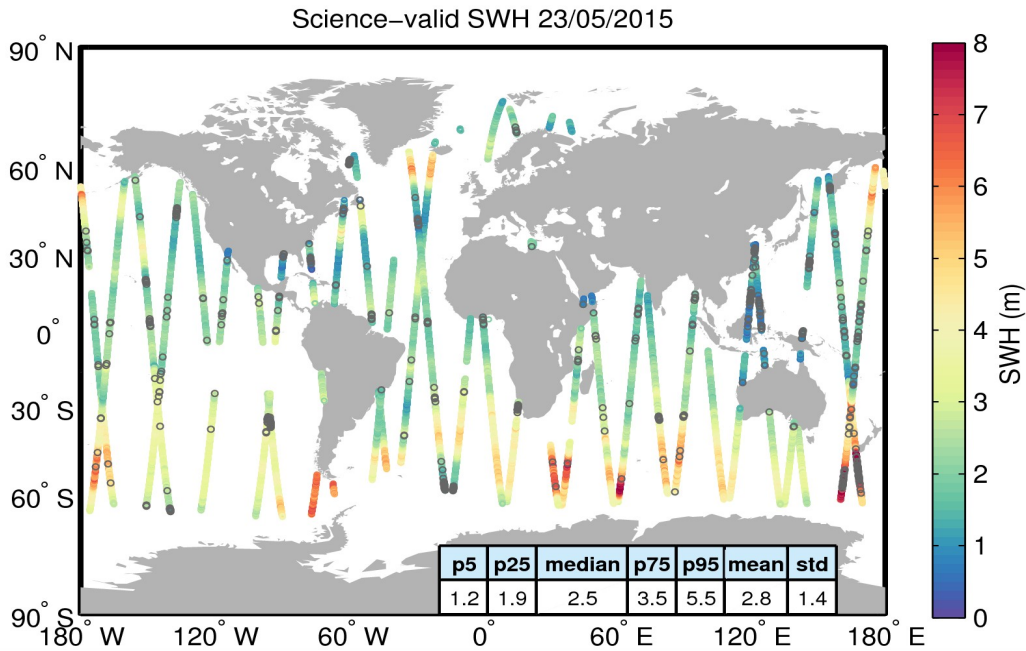 Science−valid SWH 23/05/2015
90° N
60° N
30° N
0°
30° S
60° S
90° S
180° W
120° W
60° W
0°
60° E
120° E
180° E
p5 p25 median p75 p95 mean std
1.2 1.9 2.5 3.5 5.5 2.8 1.4
8
7
6
5
4
3
2
1
0
SWH (m)